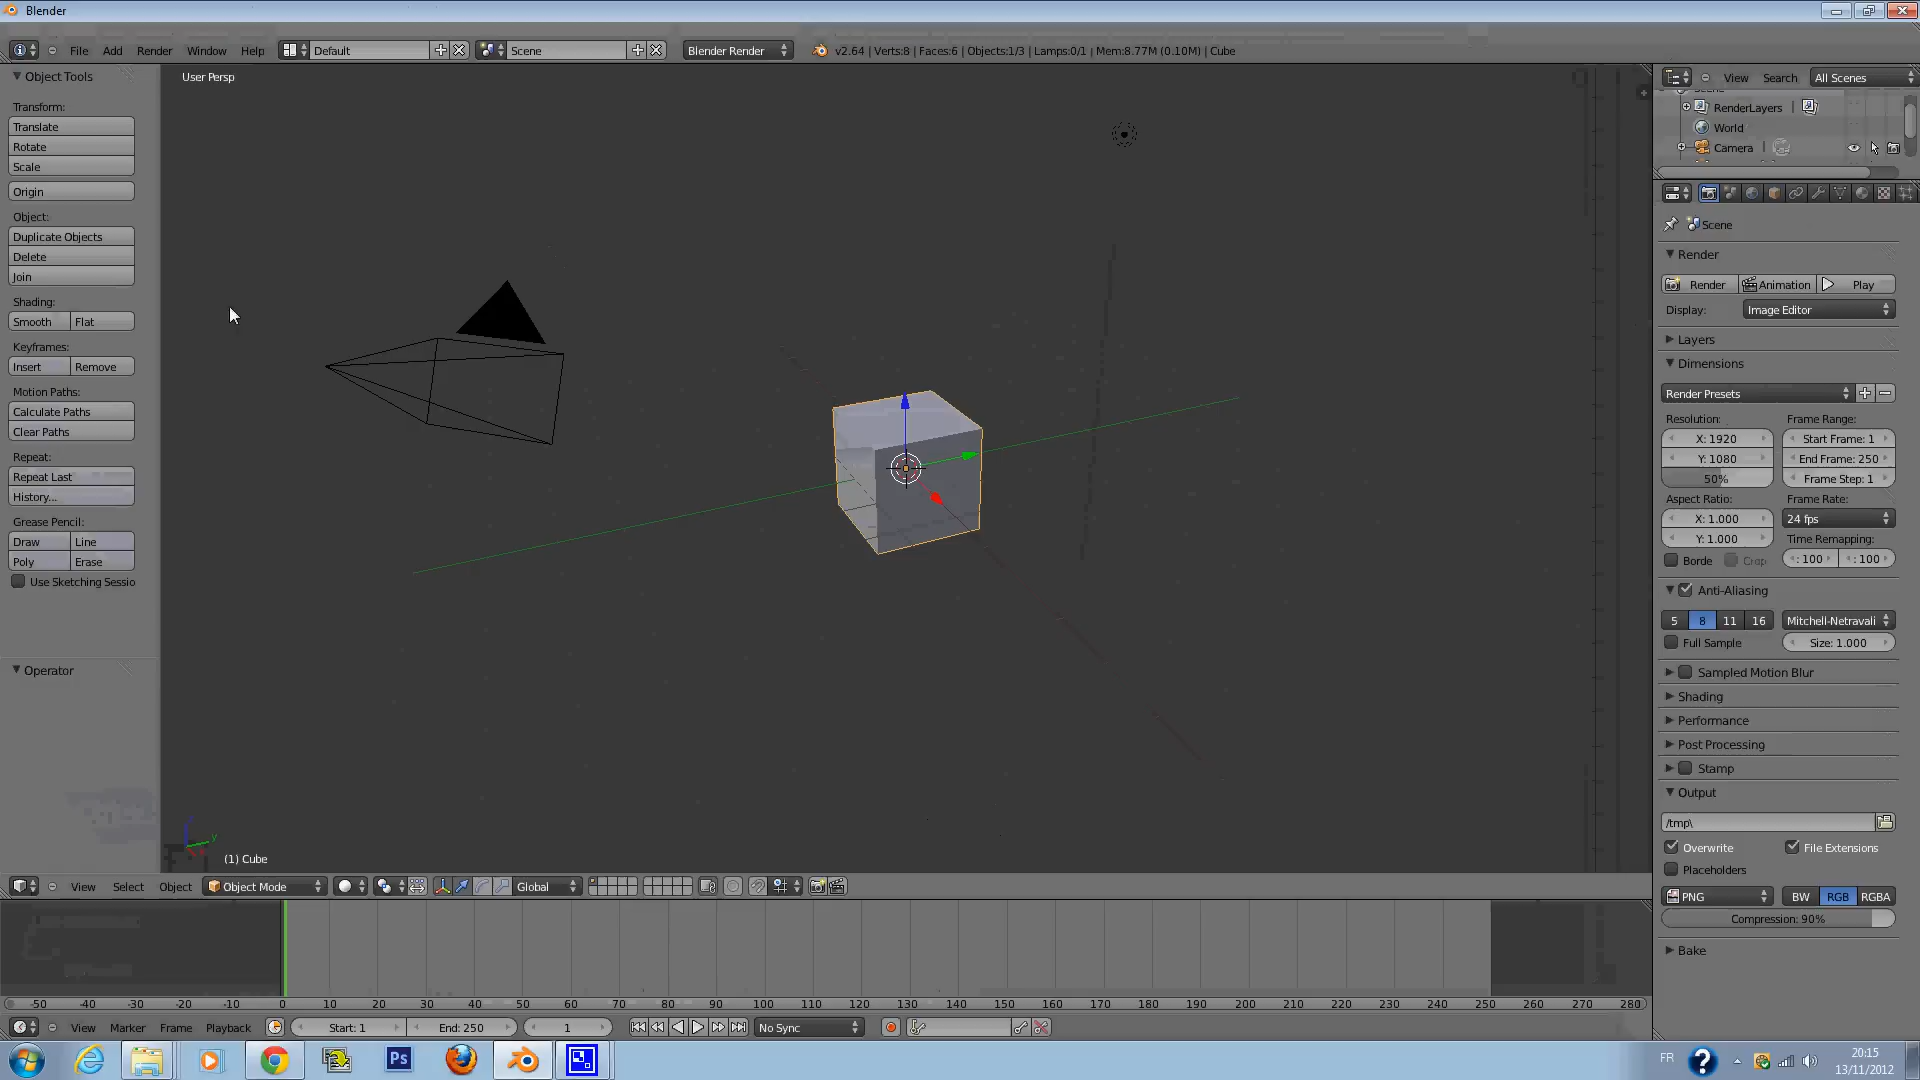 Blender
File Add Render Window Help Default Scene Blender Render v2.64 | Verts:8 | Faces:6 | Objects:1/3 | Lamps:0/1 | Mem:8.77M (0.10M) | Cube
Object Tools
Transform:
Translate
Rotate
Scale
Origin
Object:
Duplicate Objects
Delete
Join
Shading:
Smooth Flat
Keyframes:
Insert Remove
Motion Paths:
Calculate Paths
Clear Paths
Repeat:
Repeat Last
History...
Grease Pencil:
Draw Line
Poly Erase
Use Sketching Sessio
Operator
User Persp
y
(1) Cube
View Select Object Object Mode Global
-50 -40 -30 -20 -10 0 10 20 30 40 50 60 70 80 90 100 110 120 130 140 150 160 170 180 190 200 210 220 230 240 250 260 270 280
View Marker Frame Playback Start: 1 End: 250 1 No Sync
View Search All Scenes
RenderLayers
World
Camera
Scene
Render
Render Animation Play
Display: Image Editor
Layers
Dimensions
Render Presets
Resolution: Frame Range:
X: 1920 Start Frame: 1
Y: 1080 End Frame: 250
50% Frame Step: 1
Aspect Ratio: Frame Rate:
X: 1.000 24 fps
Y: 1.000 Time Remapping:
Borde Crop : 100 : 100
Anti-Aliasing
5 8 11 16 Mitchell-Netravali
Full Sample Size: 1.000
Sampled Motion Blur
Shading
Performance
Post Processing
Stamp
Output
/tmp\
Overwrite File Extensions
Placeholders
PNG BW RGB RGBA
Compression: 90%
Bake
Ps
FR
20:15
13/11/2012